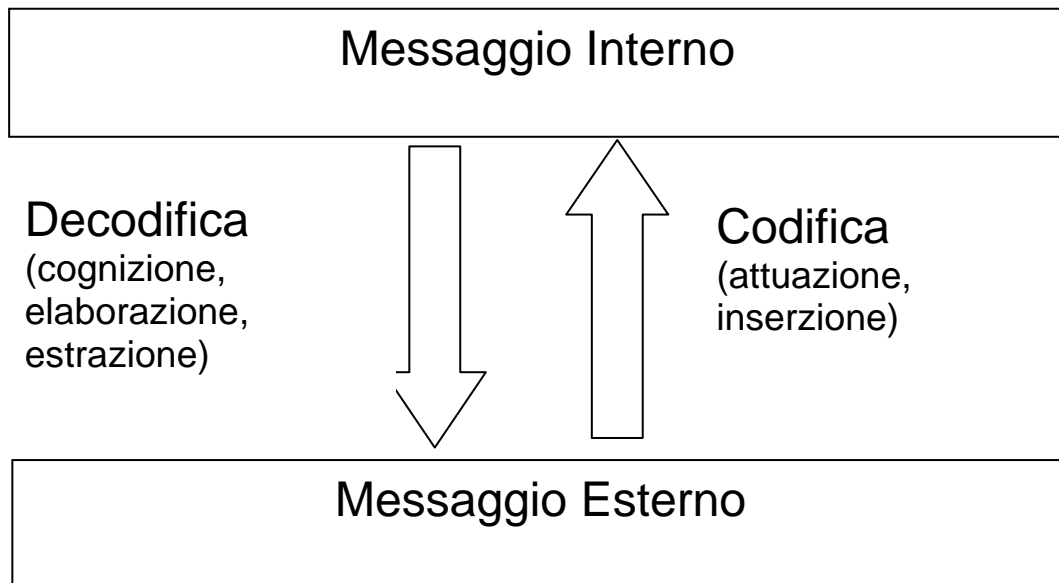 Messaggio Interno
Decodifica
(cognizione,
elaborazione,
estrazione)
Codifica
(attuazione,
inserzione)
Messaggio Esterno